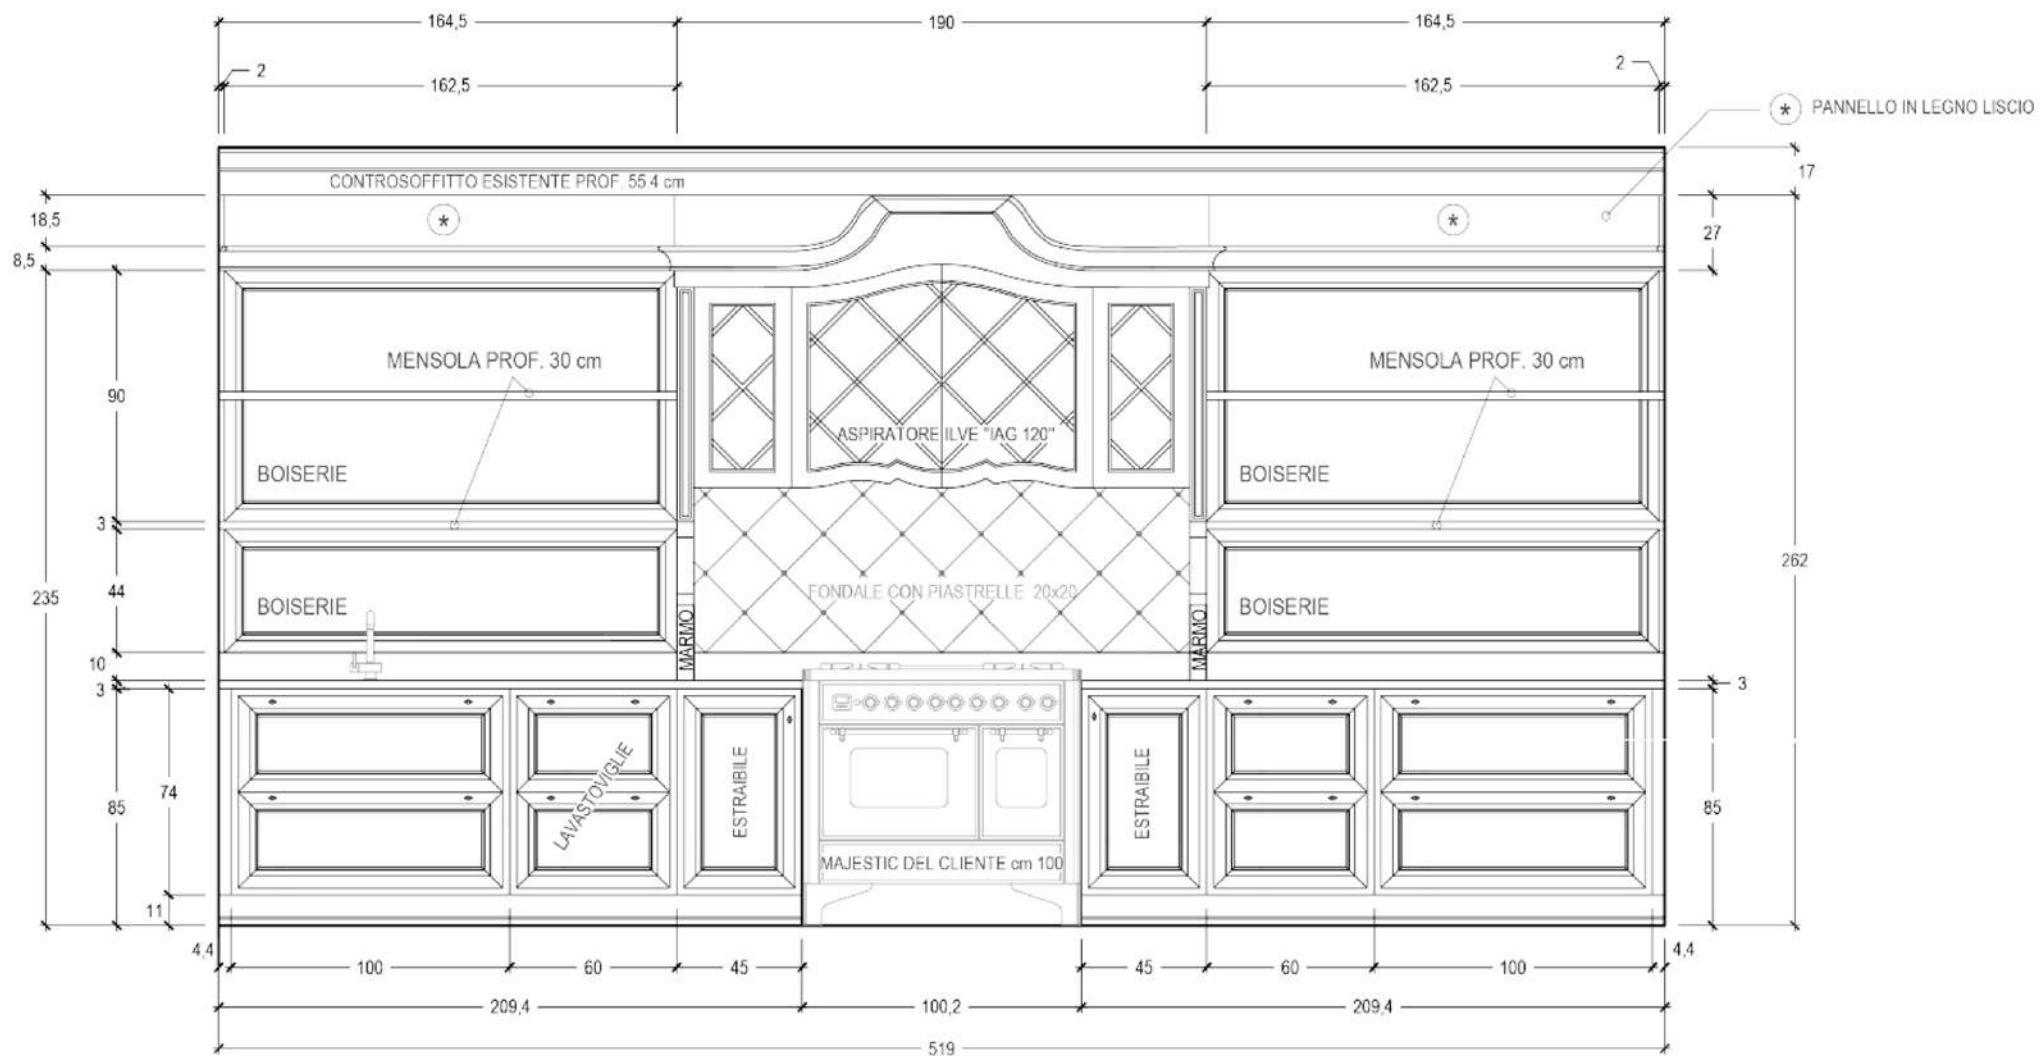 164,5
190
164,5
2
162,5
162,5
2
* PANNELLO IN LEGNO LISCIO
17
CONTROSOFFITTO ESISTENTE PROF. 55.4 cm
18,5
*
*
27
8,5
MENSOLA PROF. 30 cm
MENSOLA PROF. 30 cm
90
ASPIRATORE ILVE "IAG 120"
BOISERIE
BOISERIE
3
44
262
235
FONDALE CON PIASTRELLE 20x20
BOISERIE
BOISERIE
MARMO
MARMO
10
3
3
LAVASTOVIGLIE
ESTRAIBILE
ESTRAIBILE
74
85
85
MAJESTIC DEL CLIENTE cm 100
11
4,4
4,4
100
60
45
45
60
100
209,4
100,2
209,4
519